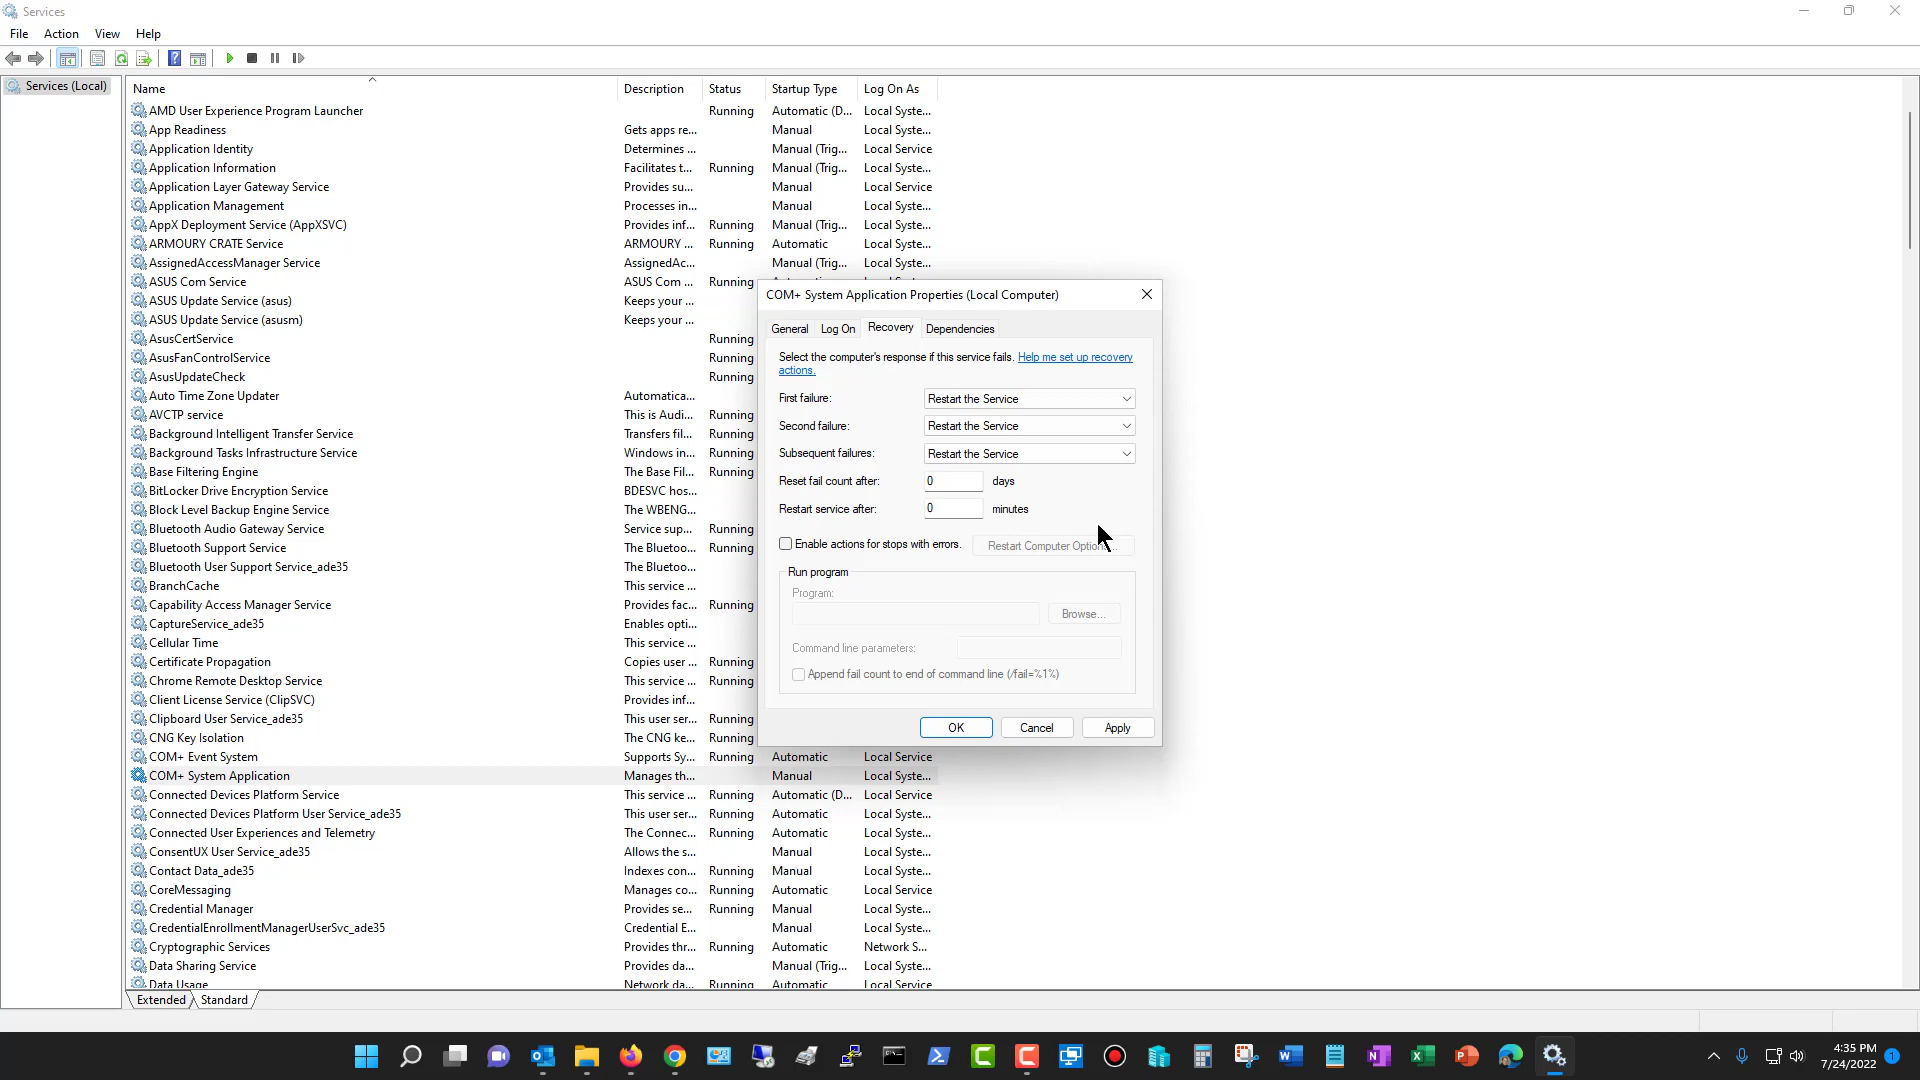 Services
File Action View Help
Services (Local)
Name Description Status Startup Type Log On As
AMD User Experience Program Launcher Running Automatic (D... Local Syste...
App Readiness Gets apps re... Manual Local Syste...
Application Identity Determines ... Manual (Trig... Local Service
Application Information Facilitates t... Running Manual (Trig... Local Syste...
Application Layer Gateway Service Provides su... Manual Local Service
Application Management Processes in... Manual Local Syste...
AppX Deployment Service (AppXSVC) Provides inf... Running Manual (Trig... Local Syste...
ARMOURY CRATE Service ARMOURY ... Running Automatic Local Syste...
AssignedAccessManager Service AssignedAc... Manual (Trig... Local Syste...
ASUS Com Service ASUS Com ... Running
ASUS Update Service (asus) Keeps your ...
ASUS Update Service (asusm) Keeps your ...
AsusCertService Running
AsusFanControlService Running
AsusUpdateCheck Running
Auto Time Zone Updater Automatica...
AVCTP service This is Audi... Running
Background Intelligent Transfer Service Transfers fil... Running
Background Tasks Infrastructure Service Windows in... Running
Base Filtering Engine The Base Fil... Running
BitLocker Drive Encryption Service BDESVC hos...
Block Level Backup Engine Service The WBENG...
Bluetooth Audio Gateway Service Service sup... Running
Bluetooth Support Service The Bluetoo... Running
Bluetooth User Support Service_ade35 The Bluetoo...
BranchCache This service ...
Capability Access Manager Service Provides fac... Running
CaptureService_ade35 Enables opti...
Cellular Time This service ...
Certificate Propagation Copies user ... Running
Chrome Remote Desktop Service This service ... Running
Client License Service (ClipSVC) Provides inf...
Clipboard User Service_ade35 This user ser... Running
CNG Key Isolation The CNG ke... Running
COM+ Event System Supports Sy... Running Automatic Local Service
COM+ System Application Manages th... Manual Local Syste...
Connected Devices Platform Service This service ... Running Automatic (D... Local Service
Connected Devices Platform User Service_ade35 This user ser... Running Automatic Local Syste...
Connected User Experiences and Telemetry The Connec... Running Automatic Local Syste...
ConsentUX User Service_ade35 Allows the s... Manual Local Syste...
Contact Data_ade35 Indexes con... Running Manual Local Syste...
CoreMessaging Manages co... Running Automatic Local Service
Credential Manager Provides se... Running Manual Local Syste...
CredentialEnrollmentManagerUserSvc_ade35 Credential E... Manual Local Syste...
Cryptographic Services Provides thr... Running Automatic Network S...
Data Sharing Service Provides da... Manual (Trig... Local Syste...
Data Usage Network da... Running Automatic Local Service
Extended Standard
COM+ System Application Properties (Local Computer)
General Log On Recovery Dependencies
Select the computer's response if this service fails. Help me set up recovery
actions.
First failure: Restart the Service
Second failure: Restart the Service
Subsequent failures: Restart the Service
Reset fail count after: 0 days
Restart service after: 0 minutes
Enable actions for stops with errors. Restart Computer
Run program
Program:
Browse...
Command line parameters:
Append fail count to end of command line (/fail=%1%)
OK Cancel Apply
4:35 PM
7/24/2022
1